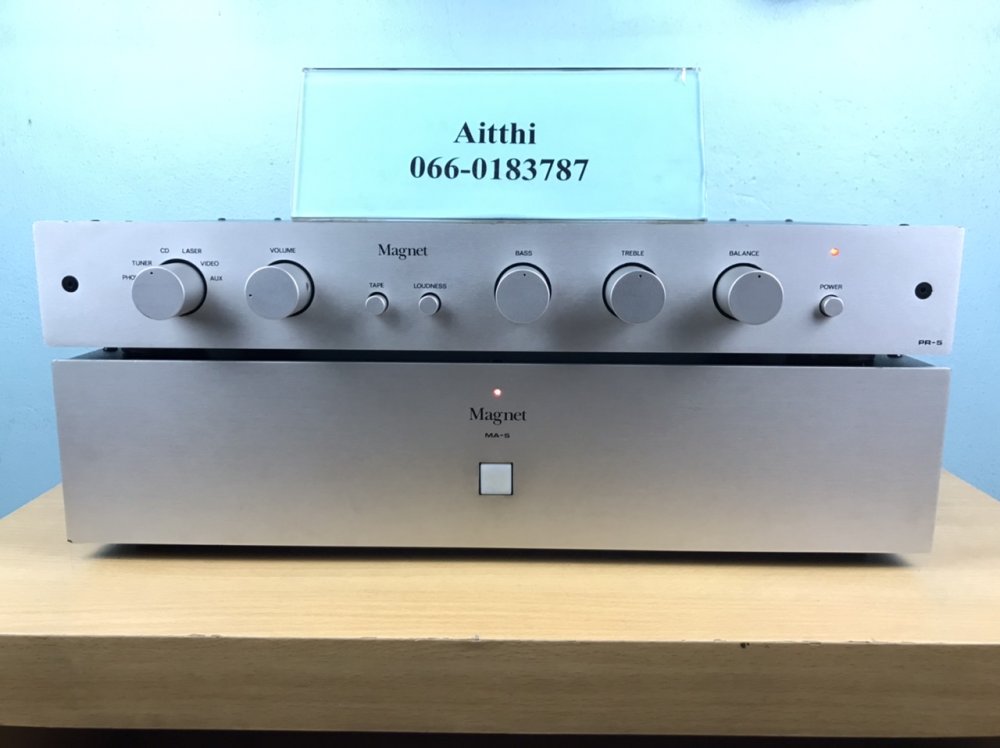 Aitthi
066-0183787
CD LASER
TUNER VIDEO
AUX
VOLUME
Magnet
TAPE LOUDNESS
BASS
TREBLE
BALANCE
POWER
PR-5
Magnet
MA-5